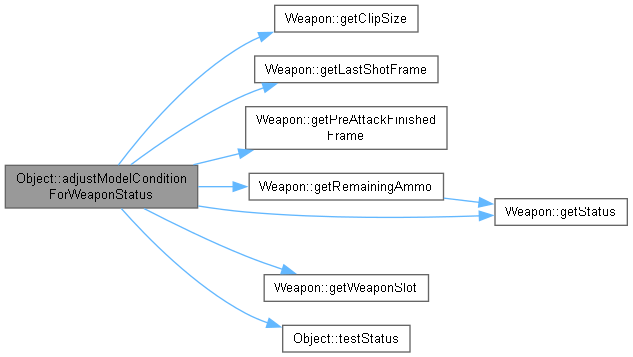 Weapon::getClipSize
Weapon::getLastShotFrame
Weapon::getPreAttackFinished
Frame
Object::adjustModelCondition
ForWeaponStatus
Weapon::getRemainingAmmo
Weapon::getStatus
Weapon::getWeaponSlot
Object::testStatus